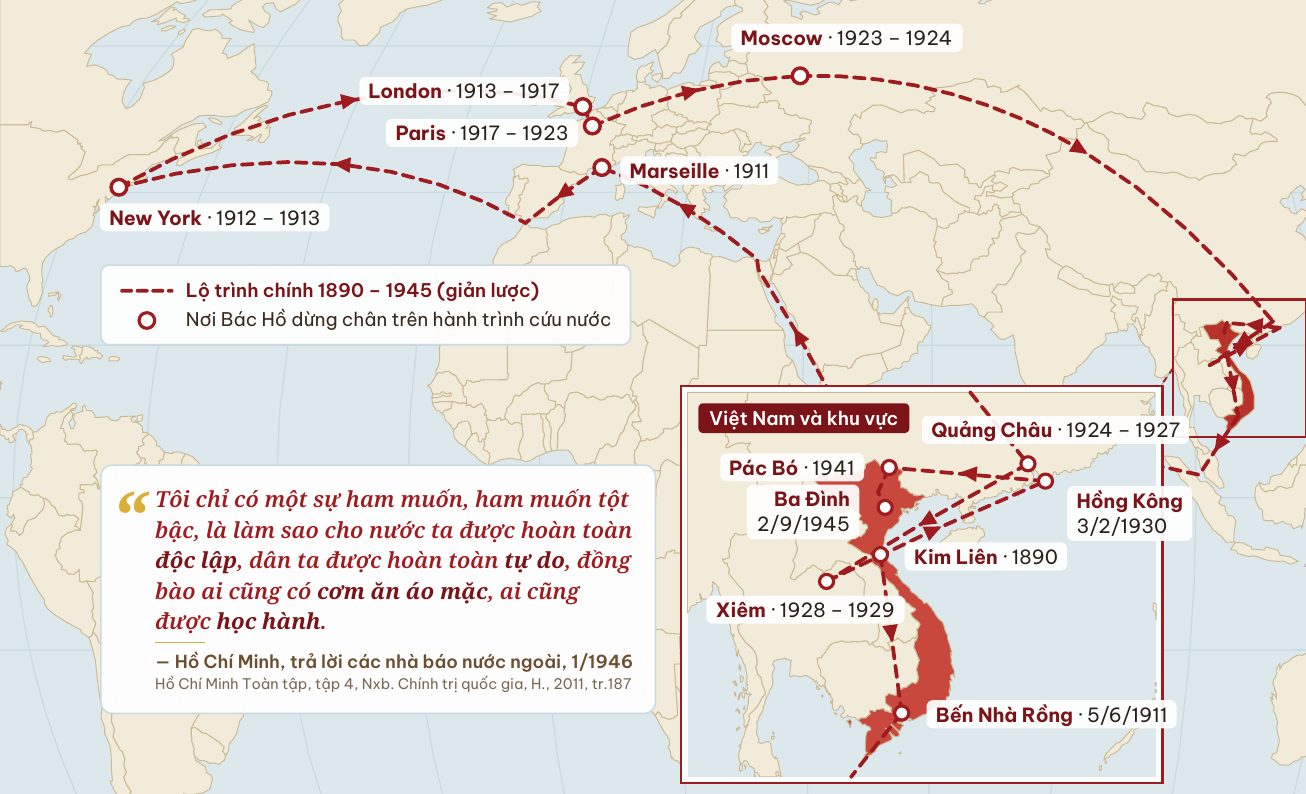 Moscow · 1923 – 1924
London · 1913 – 1917
Paris · 1917 – 1923
Marseille · 1911
New York · 1912 – 1913
Lộ trình chính 1890 – 1945 (giản lược)
Nơi Bác Hồ dừng chân trên hành trình cứu nước
Việt Nam và khu vực
Quảng Châu · 1924 – 1927
Pác Bó · 1941
Ba Đình
2/9/1945
Hồng Kông
3/2/1930
Kim Liên · 1890
Xiêm · 1928 – 1929
Bến Nhà Rồng · 5/6/1911
“Tôi chỉ có một sự ham muốn, ham muốn tột
bậc, là làm sao cho nước ta được hoàn toàn
độc lập, dân ta được hoàn toàn tự do, đồng
bào ai cũng có cơm ăn áo mặc, ai cũng
được học hành.
— Hồ Chí Minh, trả lời các nhà báo nước ngoài, 1/1946
Hồ Chí Minh Toàn tập, tập 4, Nxb. Chính trị quốc gia, H., 2011, tr.187